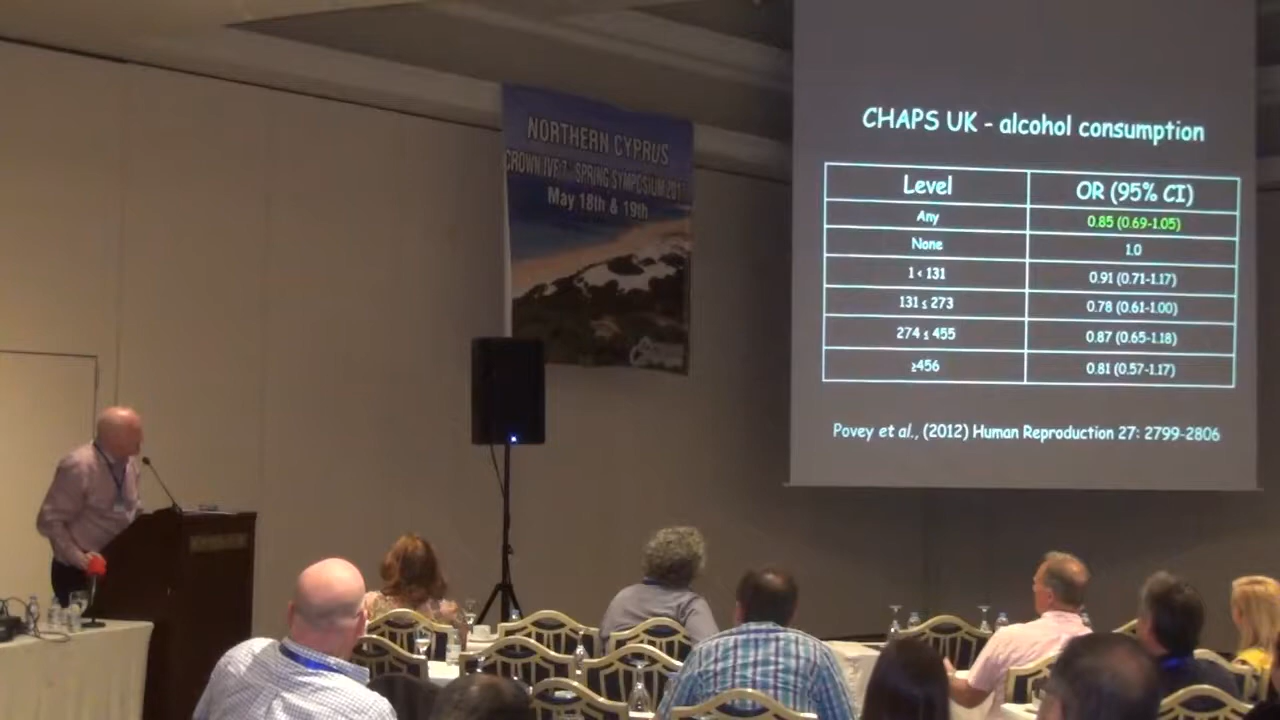 NORTHERN CYPRUS
CROWN IVF 7th SPRING SYMPOSIUM
May 18th & 19th
CHAPS UK - alcohol consumption
Level OR (95% CI)
Any 0.85 (0.69-1.05)
None 1.0
1 < 131 0.91 (0.71-1.17)
131 ≤ 273 0.78 (0.61-1.00)
274 ≤ 455 0.87 (0.65-1.18)
≥456 0.81 (0.57-1.17)
Povey et al., (2012) Human Reproduction 27: 2799-2806